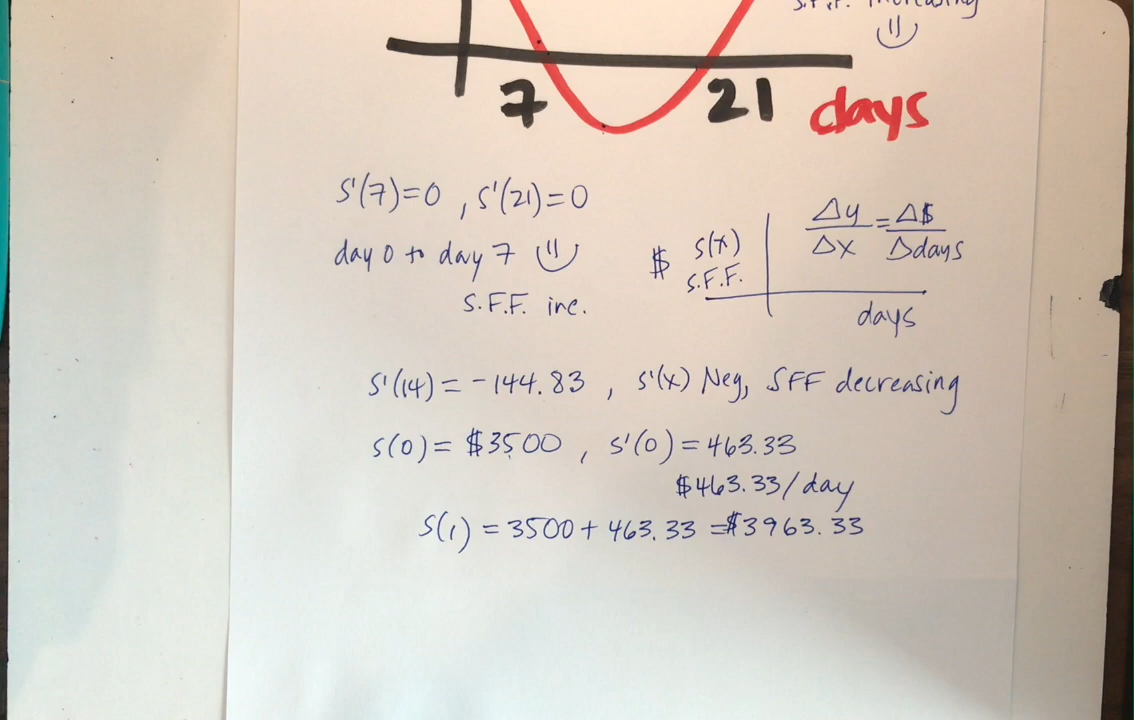 S.F.F. increasing
7 21 days
S'(7)=0 , S'(21)=0
day 0 to day 7
S.F.F. inc.
$ S(x)
S.F.F.
Δy/Δx = Δ$/Δdays
days
S'(14) = -144.83 , S'(x) Neg, SFF decreasing
S(0) = $3500 , S'(0) = 463.33
$463.33/day
S(1) = 3500 + 463.33 = $3963.33